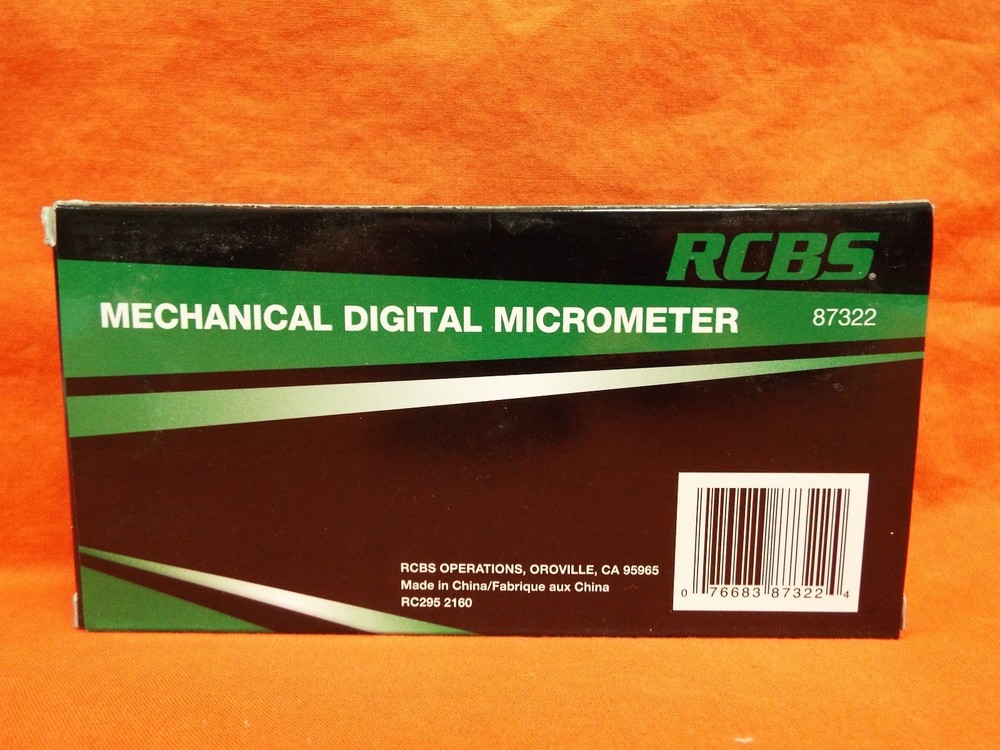 RCBS.
MECHANICAL DIGITAL MICROMETER 87322
RCBS OPERATIONS, OROVILLE, CA 95965
Made in China/Fabrique aux China
RC295 2160
0 76683 87322 4